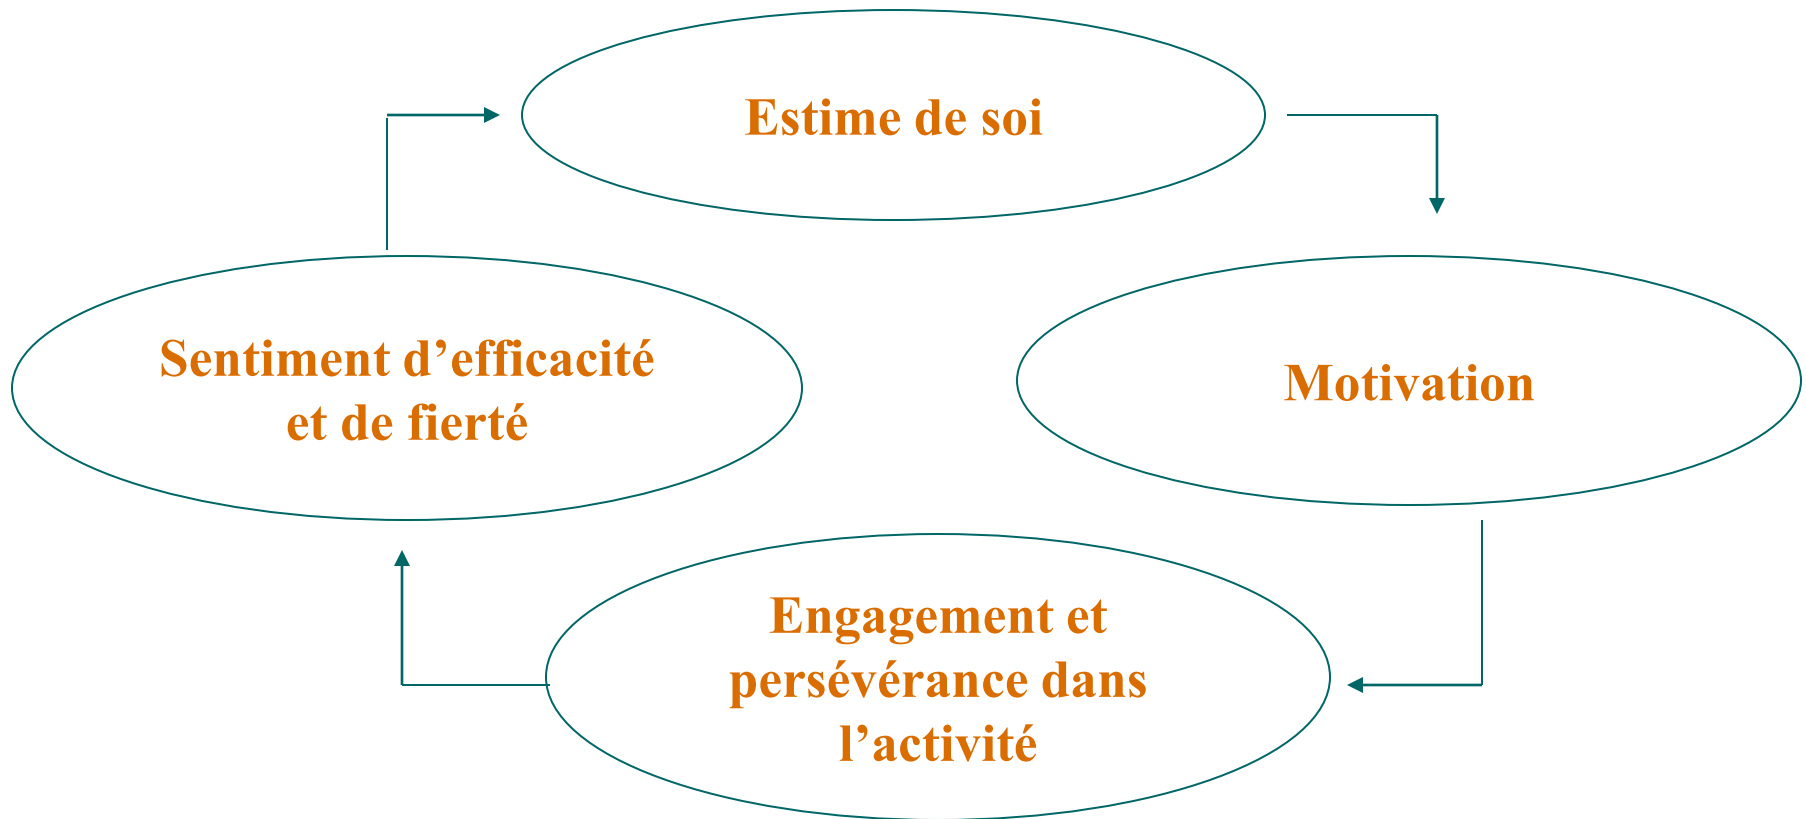 Estime de soi
Sentiment d’efficacité
et de fierté
Motivation
Engagement et
persévérance dans
l’activité